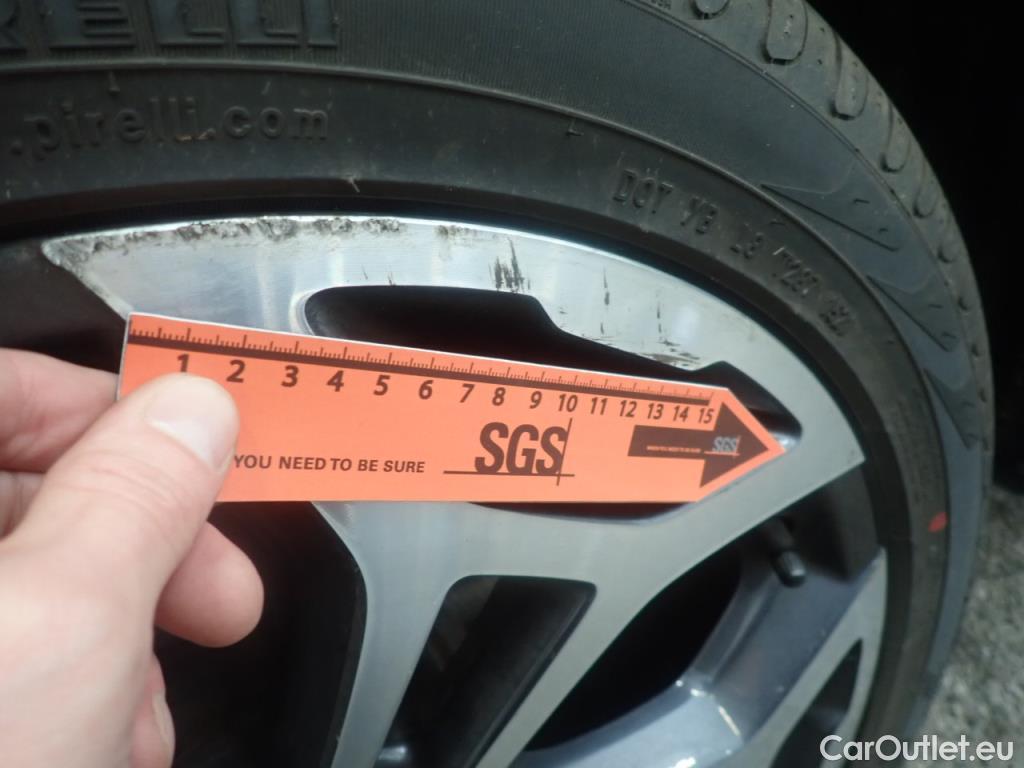 RELLI
.pirelli.com
DOT
1 2 3 4 5 6 7 8 9 10 11 12 13 14 15
SGS
SGS
YOU NEED TO BE SURE
CarOutlet.eu